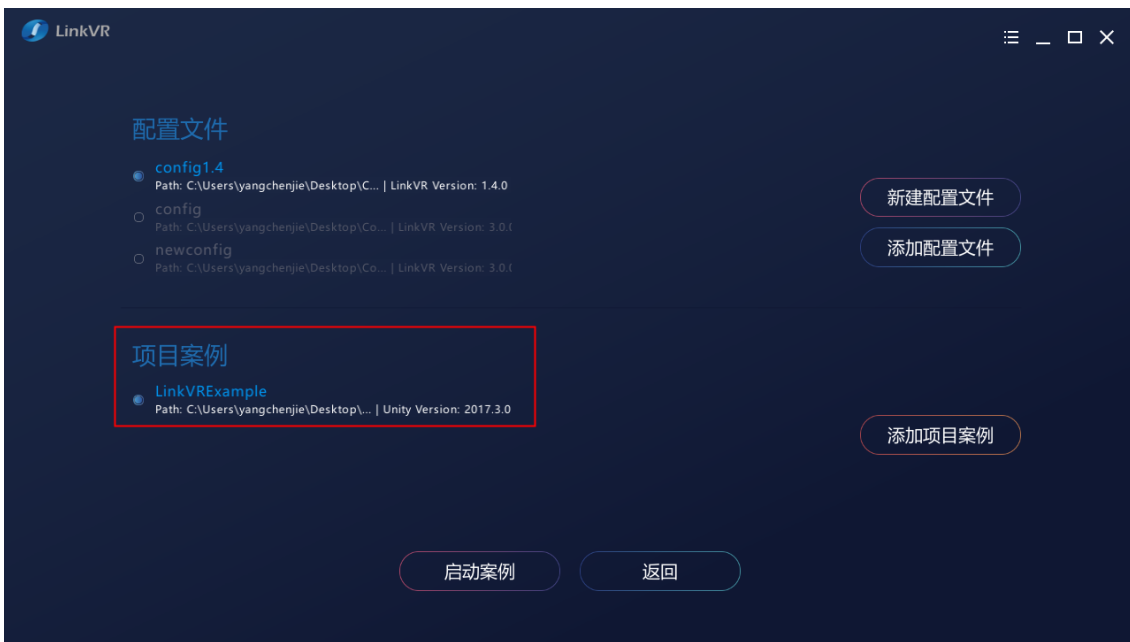 LinkVR
配置文件
config1.4
Path: C:\Users\yangchenjie\Desktop\C... | LinkVR Version: 1.4.0
config
Path: C:\Users\yangchenjie\Desktop\Co... | LinkVR Version: 3.0.(
newconfig
Path: C:\Users\yangchenjie\Desktop\Co... | LinkVR Version: 3.0.(
新建配置文件
添加配置文件
项目案例
LinkVRExample
Path: C:\Users\yangchenjie\Desktop\... | Unity Version: 2017.3.0
添加项目案例
启动案例
返回